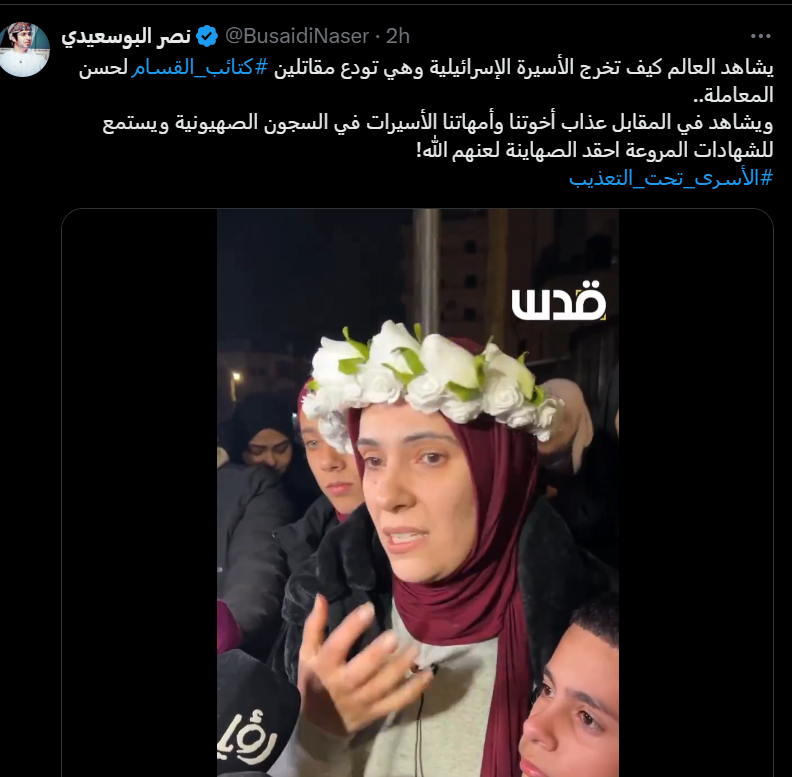 نصر البوسعيدي @BusaidiNaser · 2h
يشاهد العالم كيف تخرج الأسيرة الإسرائيلية وهي تودع مقاتلين #كتائب_القسام لحسن
المعاملة..
ويشاهد في المقابل عذاب أخوتنا وأمهاتنا الأسيرات في السجون الصهيونية ويستمع
للشهادات المروعة احقد الصهاينة لعنهم الله!
#الأسرى_تحت_التعذيب
قدس
رؤيا